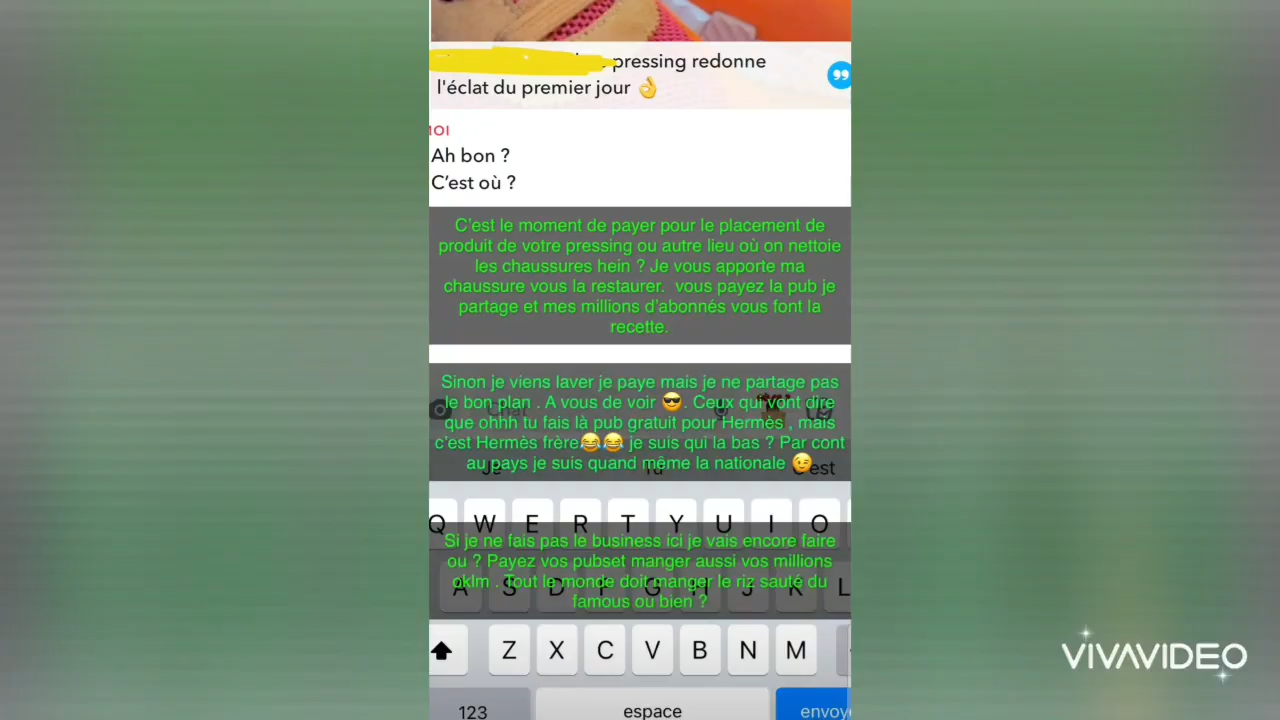 pressing redonne
l'éclat du premier jour 👌
MOI
Ah bon ?
C'est où ?
C'est le moment de payer pour le placement de
produit de votre pressing ou autre lieu où on nettoie
les chaussures hein ? Je vous apporte ma
chaussure vous la restaurer. vous payez la pub je
partage et mes millions d'abonnés vous font la
recette.
Sinon je viens laver je paye mais je ne partage pas
le bon plan . A vous de voir 😎. Ceux qui vont dire
que ohhh tu fais là pub gratuit pour Hermès , mais
c'est Hermès frère😂😂 je suis qui la bas ? Par cont
au pays je suis quand même la nationale 😉
Je Tu C'est
Q W E R T Y U I O
Si je ne fais pas le business ici je vais encore faire
ou ? Payez vos pubset manger aussi vos millions
oklm . Tout le monde doit manger le riz sauté du
famous ou bien ?
A S D F G H J K L
Z X C V B N M
123 espace envoye
VIVAVIDEO